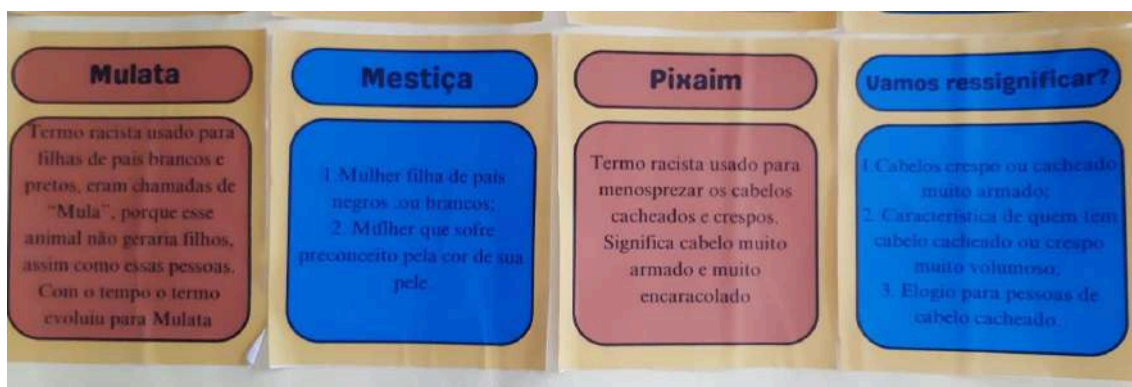 Mulata
Termo racista usado para
filhas de pais brancos e
pretos, eram chamadas de
“Mula”, porque esse
animal não geraria filhos,
assim como essas pessoas.
Com o tempo o termo
evoluiu para Mulata
Mestiça
1.Mulher filha de pais
negros .ou brancos;
2. Mulher que sofre
preconceito pela cor de sua
pele
Pixaim
Termo racista usado para
menosprezar os cabelos
cacheados e crespos.
Significa cabelo muito
armado e muito
encaracolado
Vamos ressignificar?
1.Cabelos crespo ou cacheado
muito armado;
2. Característica de quem tem
cabelo cacheado ou crespo
muito volumoso;
3. Elogio para pessoas de
cabelo cacheado.